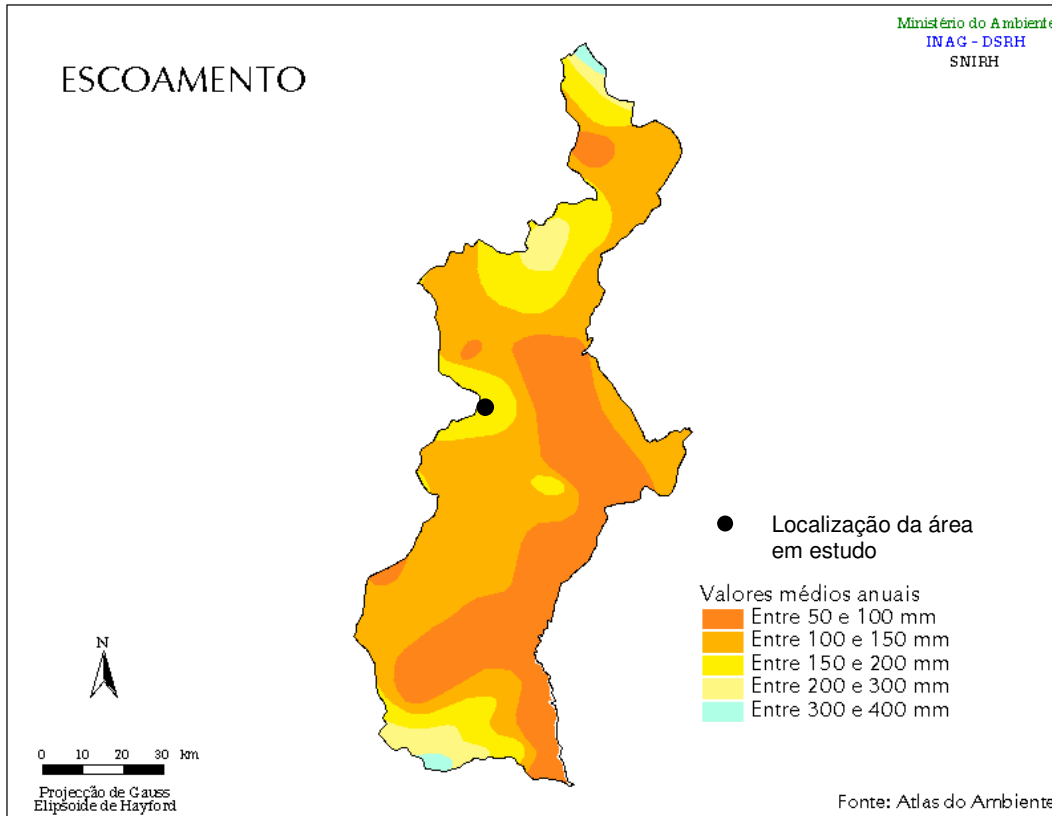 Ministério do Ambiente
INAG - DSRH
SNIRH
ESCOAMENTO
Localização da área
em estudo
Valores médios anuais
Entre 50 e 100 mm
Entre 100 e 150 mm
Entre 150 e 200 mm
Entre 200 e 300 mm
Entre 300 e 400 mm
N
0 10 20 30 km
Projecção de Gauss
Elipsoide de Hayford
Fonte: Atlas do Ambiente